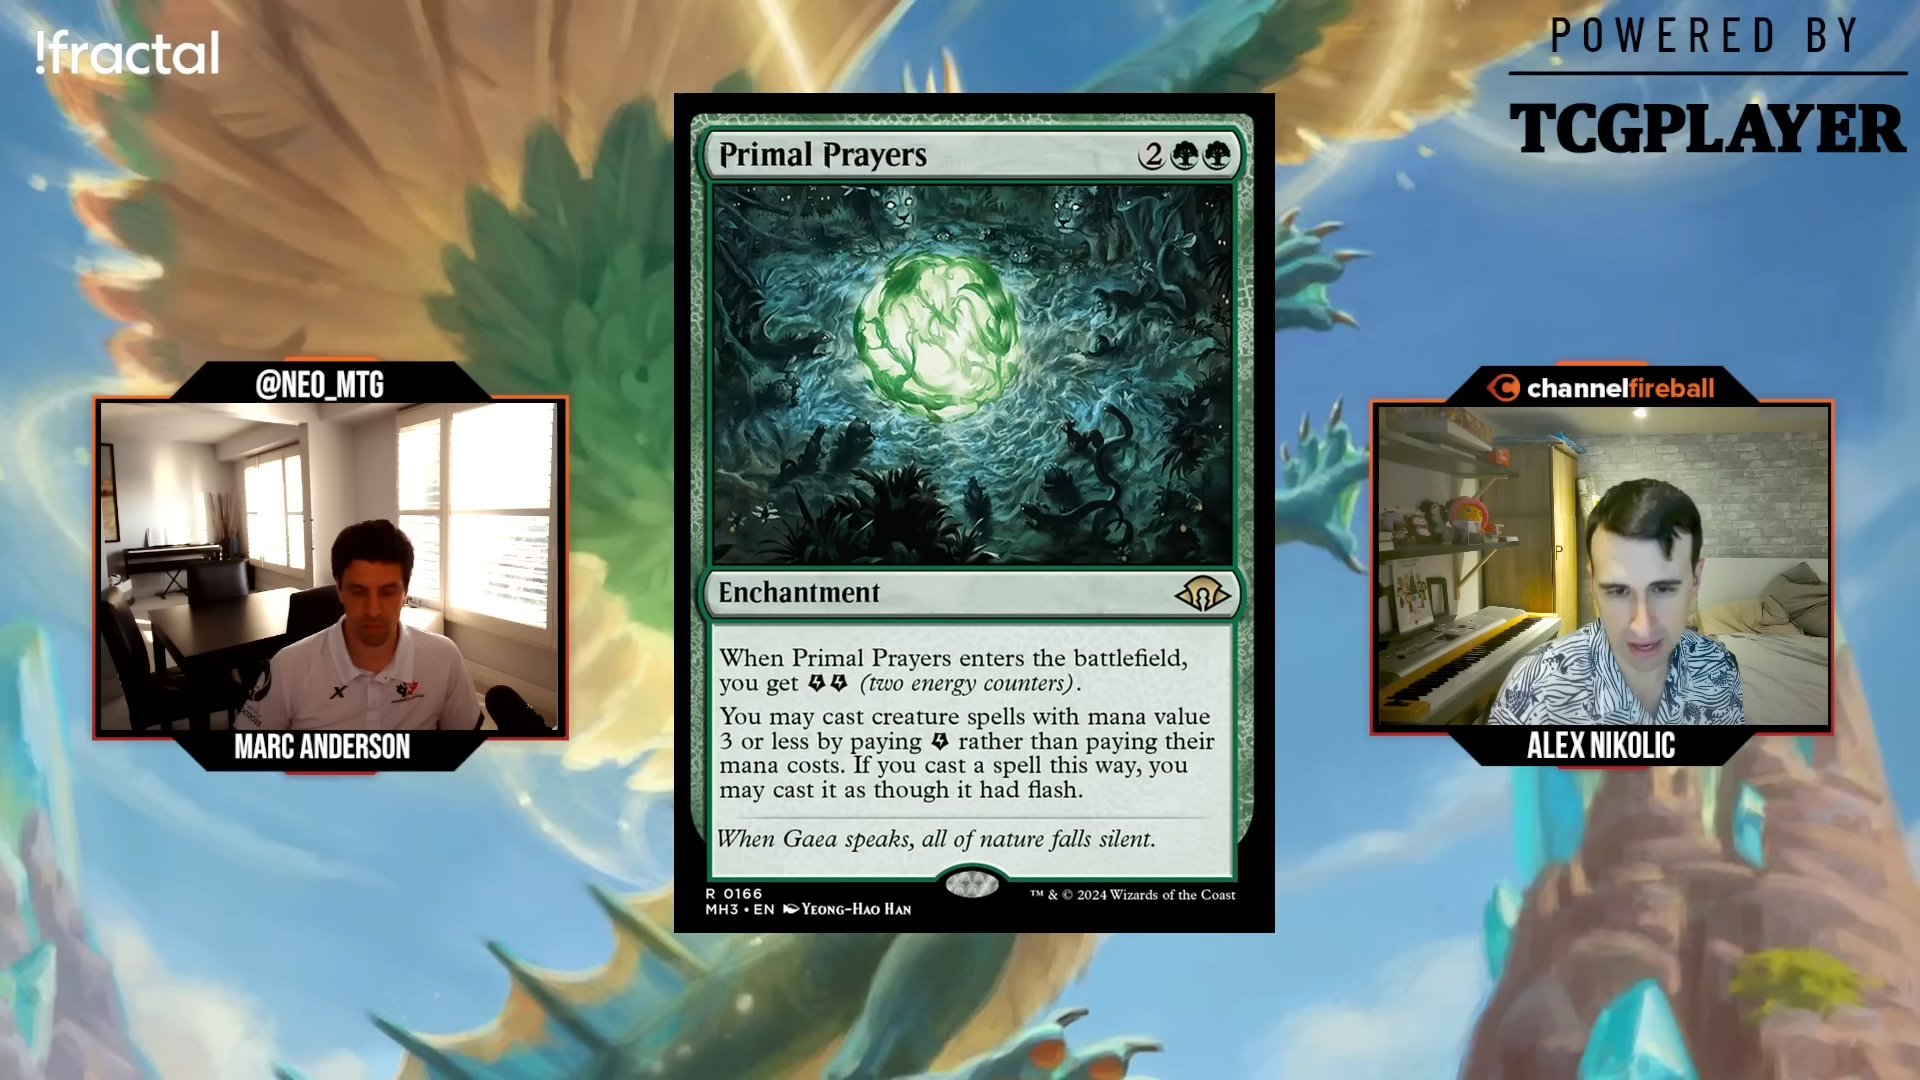 !fractal
POWERED BY
TCGPLAYER
Primal Prayers 2
Enchantment
When Primal Prayers enters the battlefield,
you get (two energy counters).
You may cast creature spells with mana value
3 or less by paying rather than paying their
mana costs. If you cast a spell this way, you
may cast it as though it had flash.
When Gaea speaks, all of nature falls silent.
R 0166
MH3 • EN Yeong-Hao Han
™ & © 2024 Wizards of the Coast
@NEO_MTG
X
MARC ANDERSON
channelfireball
P
ALEX NIKOLIC